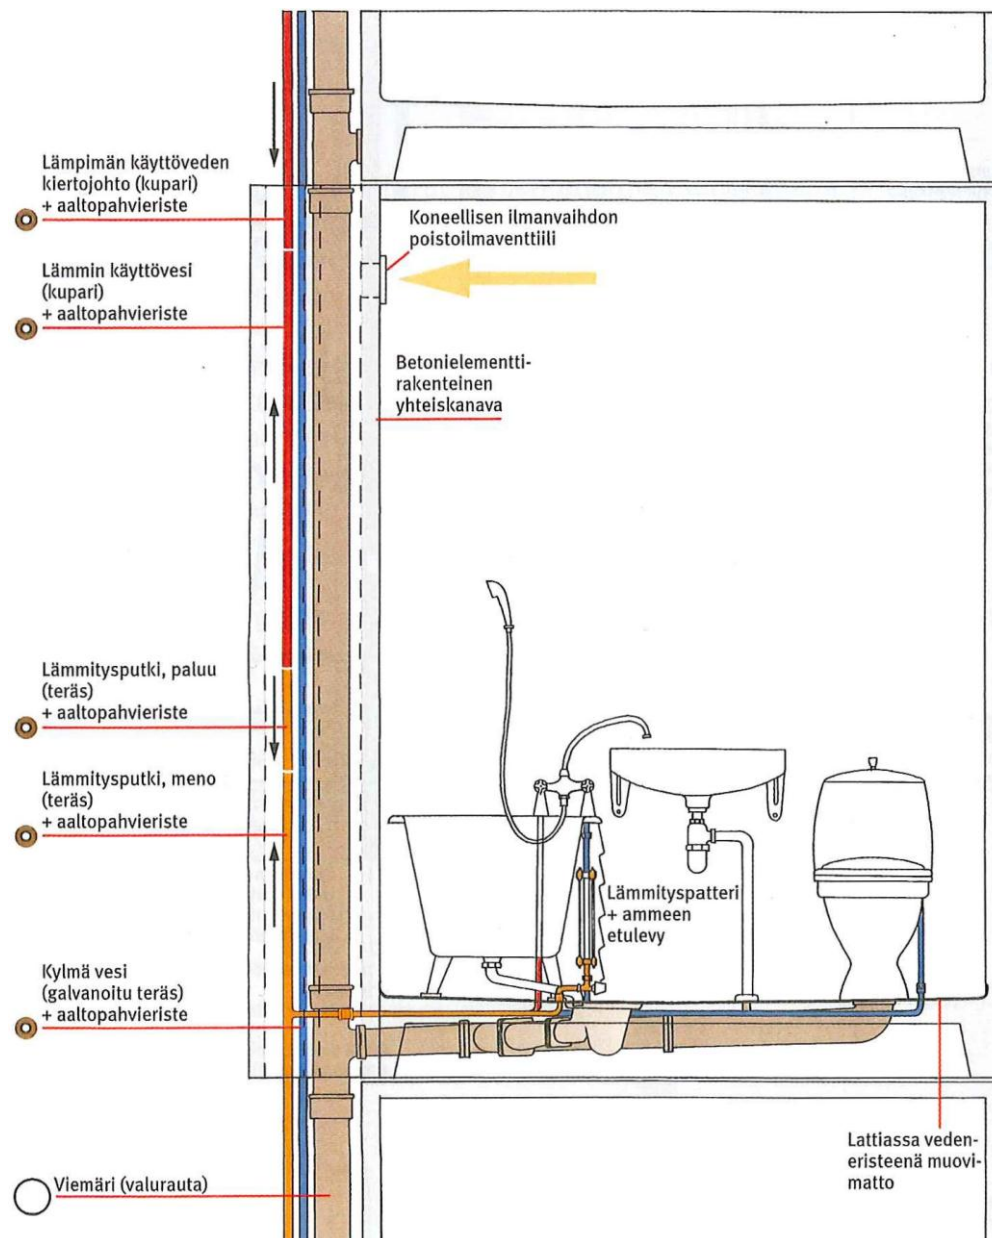 Lämpimän käyttöveden
kiertojohto (kupari)
+ aaltopahvieriste
Koneellisen ilmanvaihdon
poistoilmaventtiili
Lämmin käyttövesi
(kupari)
+ aaltopahvieriste
Betonielementti-
rakenteinen
yhteiskanava
Lämmitysputki, paluu
(teräs)
+ aaltopahvieriste
Lämmitysputki, meno
(teräs)
+ aaltopahvieriste
Lämmityspatteri
+ ammeen
etulevy
Kylmä vesi
(galvanoitu teräs)
+ aaltopahvieriste
Lattiassa veden-
eristeenä muovi-
matto
Viemäri (valurauta)